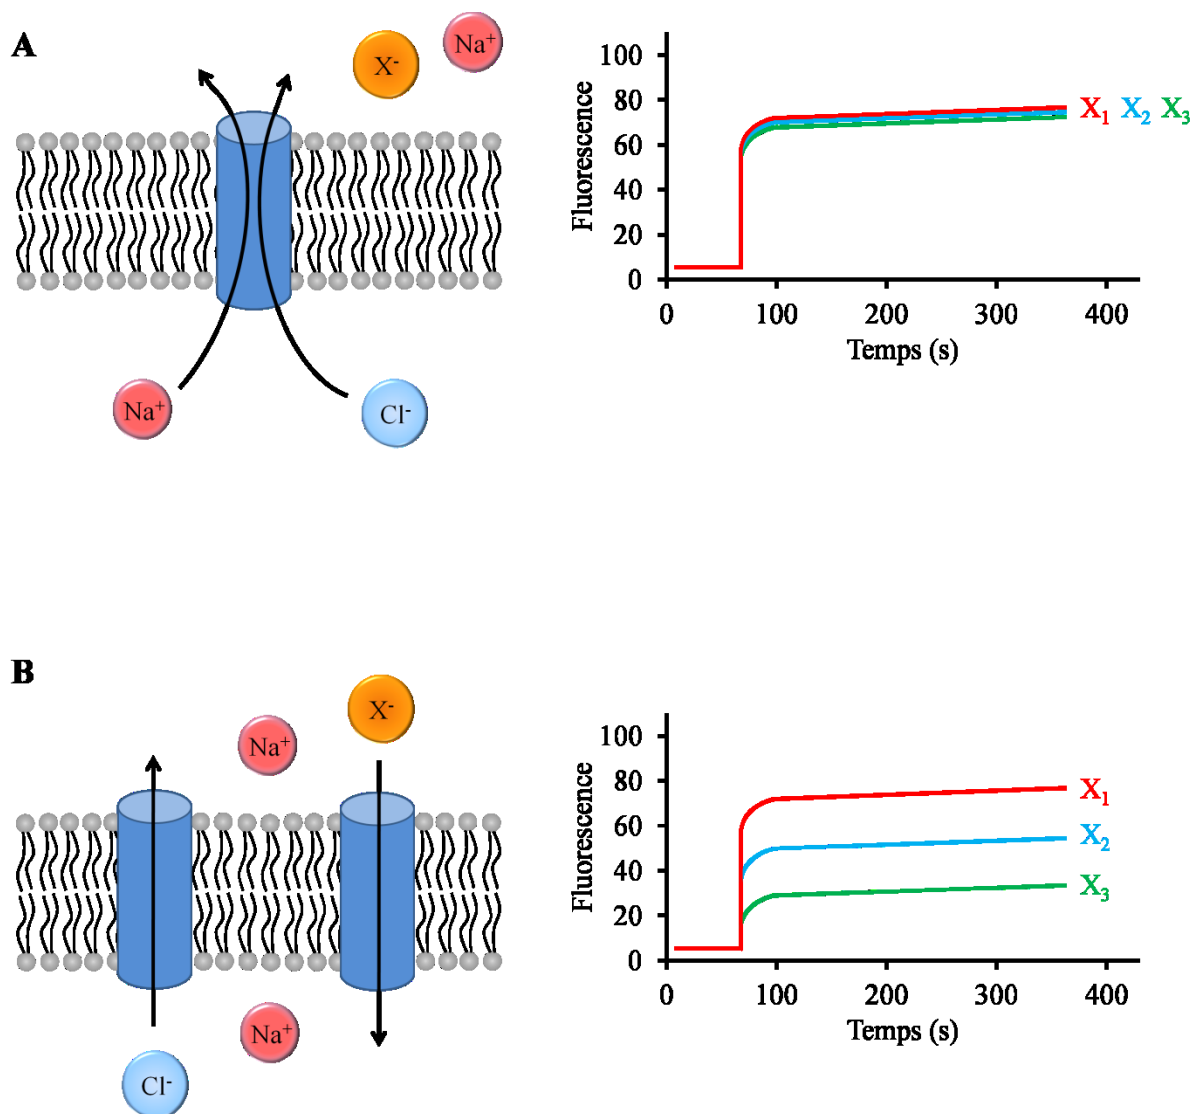 A
X⁻
Na⁺
Na⁺
Cl⁻
Fluorescence
100
80
60
40
20
0
X₁ X₂ X₃
0 100 200 300 400
Temps (s)
B
X⁻
Na⁺
Na⁺
Cl⁻
Fluorescence
100
80
60
40
20
0
X₁
X₂
X₃
0 100 200 300 400
Temps (s)